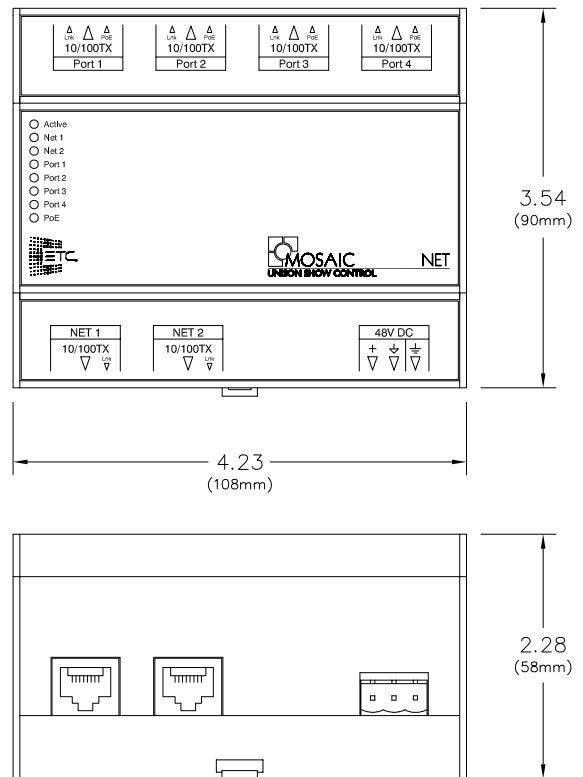 Lnk PoE Lnk PoE Lnk PoE Lnk PoE
10/100TX 10/100TX 10/100TX 10/100TX
Port 1 Port 2 Port 3 Port 4
Active
Net 1
Net 2
Port 1
Port 2
Port 3
Port 4
PoE
ETC
MOSAIC NET
UNISON SHOW CONTROL
NET 1 NET 2 48V DC
10/100TX 10/100TX +
Lnk Lnk
3.54
(90mm)
4.23
(108mm)
2.28
(58mm)